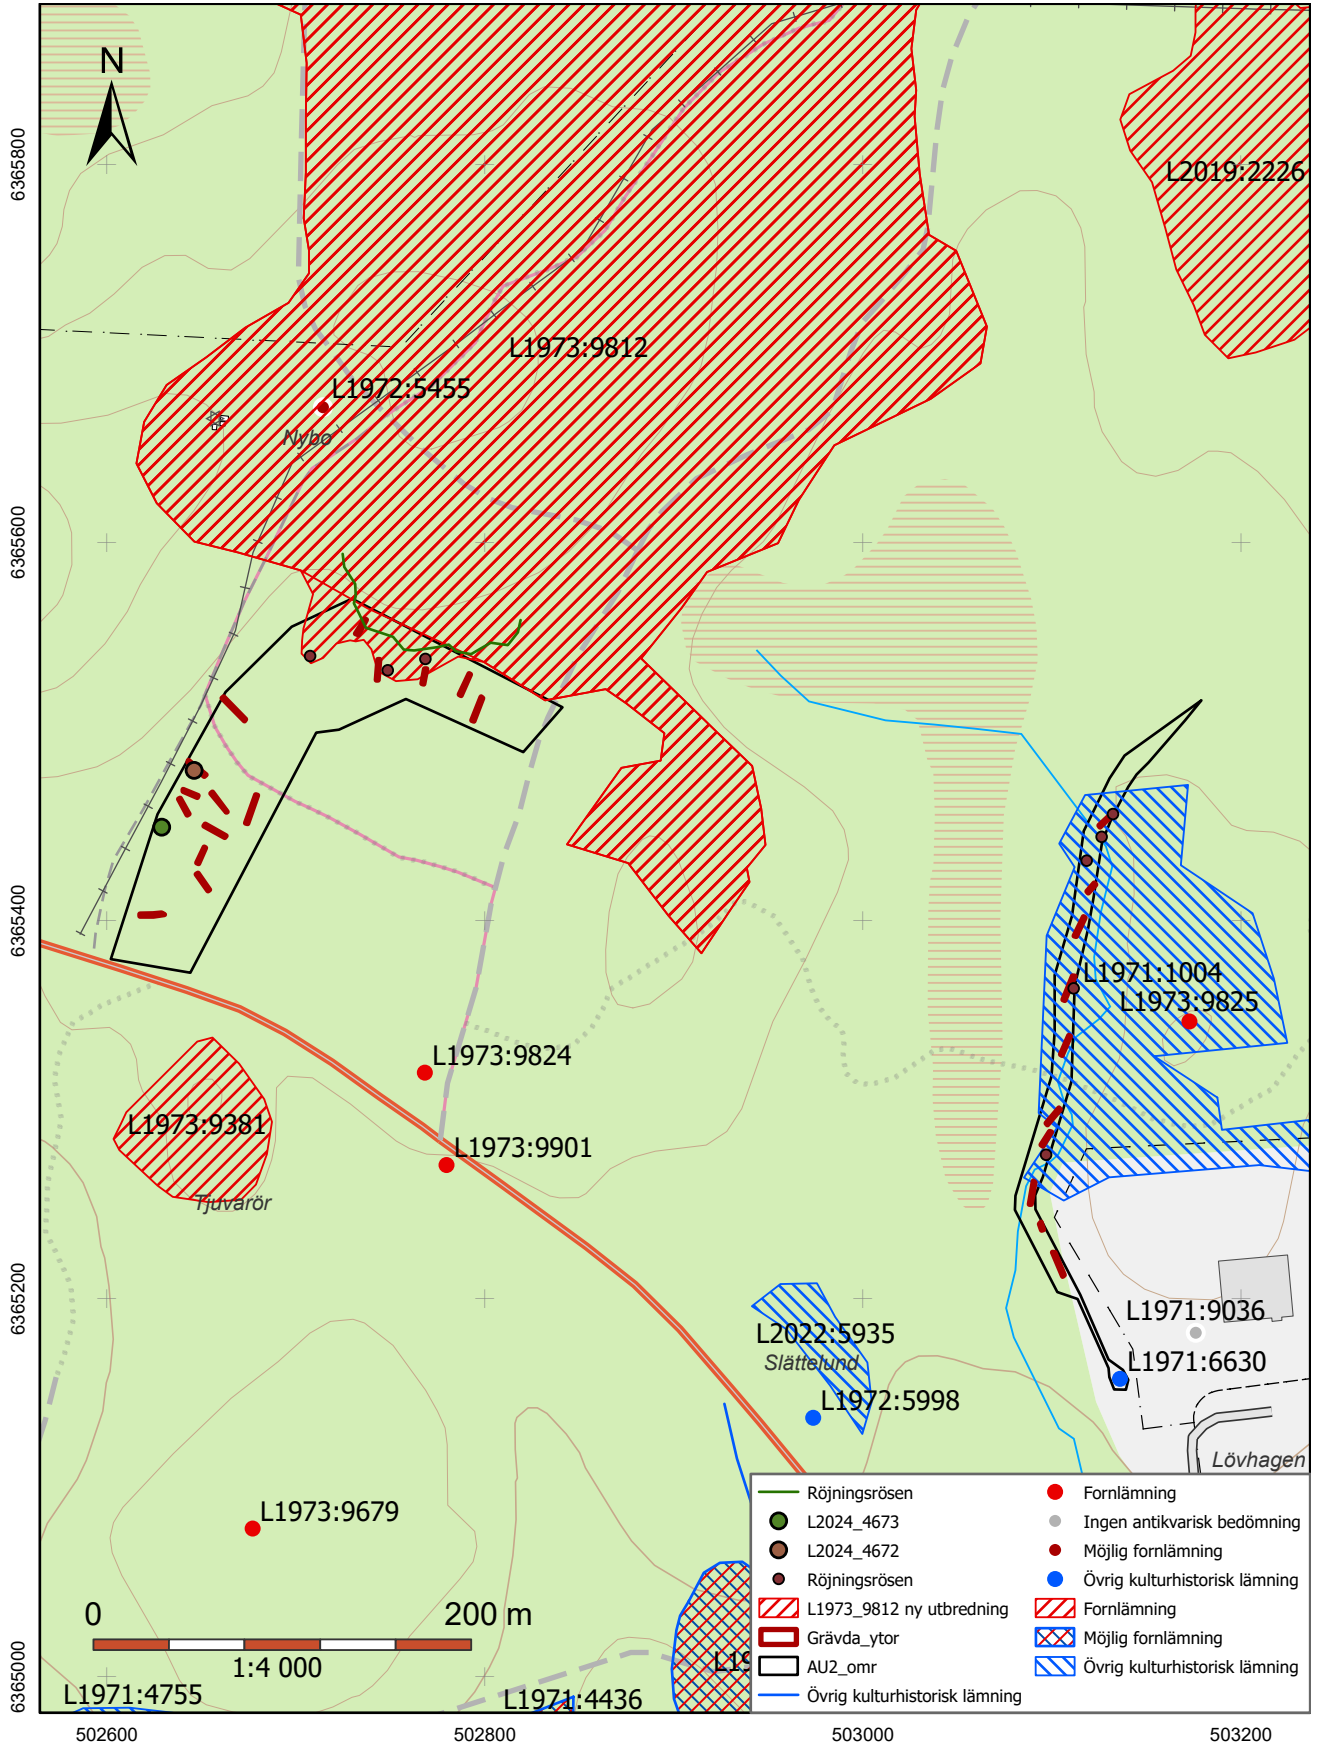 N
6365800
L2019:2226
L1973:9812
L1972:5455
Nybo
6365600
6365400
L1971:1004
L1973:9825
L1973:9824
L1973:9381
L1973:9901
Tjuvarör
6365200
L1971:9036
L2022:5935
Slättelund
L1971:6630
L1972:5998
Lövhagen
L1973:9679
0 200 m
1:4 000
6365000
L19
L1971:4755
L1971:4436
Röjningsrösen
L2024_4673
L2024_4672
Röjningsrösen
L1973_9812 ny utbredning
Grävda_ytor
AU2_omr
Övrig kulturhistorisk lämning
Fornlämning
Ingen antikvarisk bedömning
Möjlig fornlämning
Övrig kulturhistorisk lämning
Fornlämning
Möjlig fornlämning
Övrig kulturhistorisk lämning
502600 502800 503000 503200